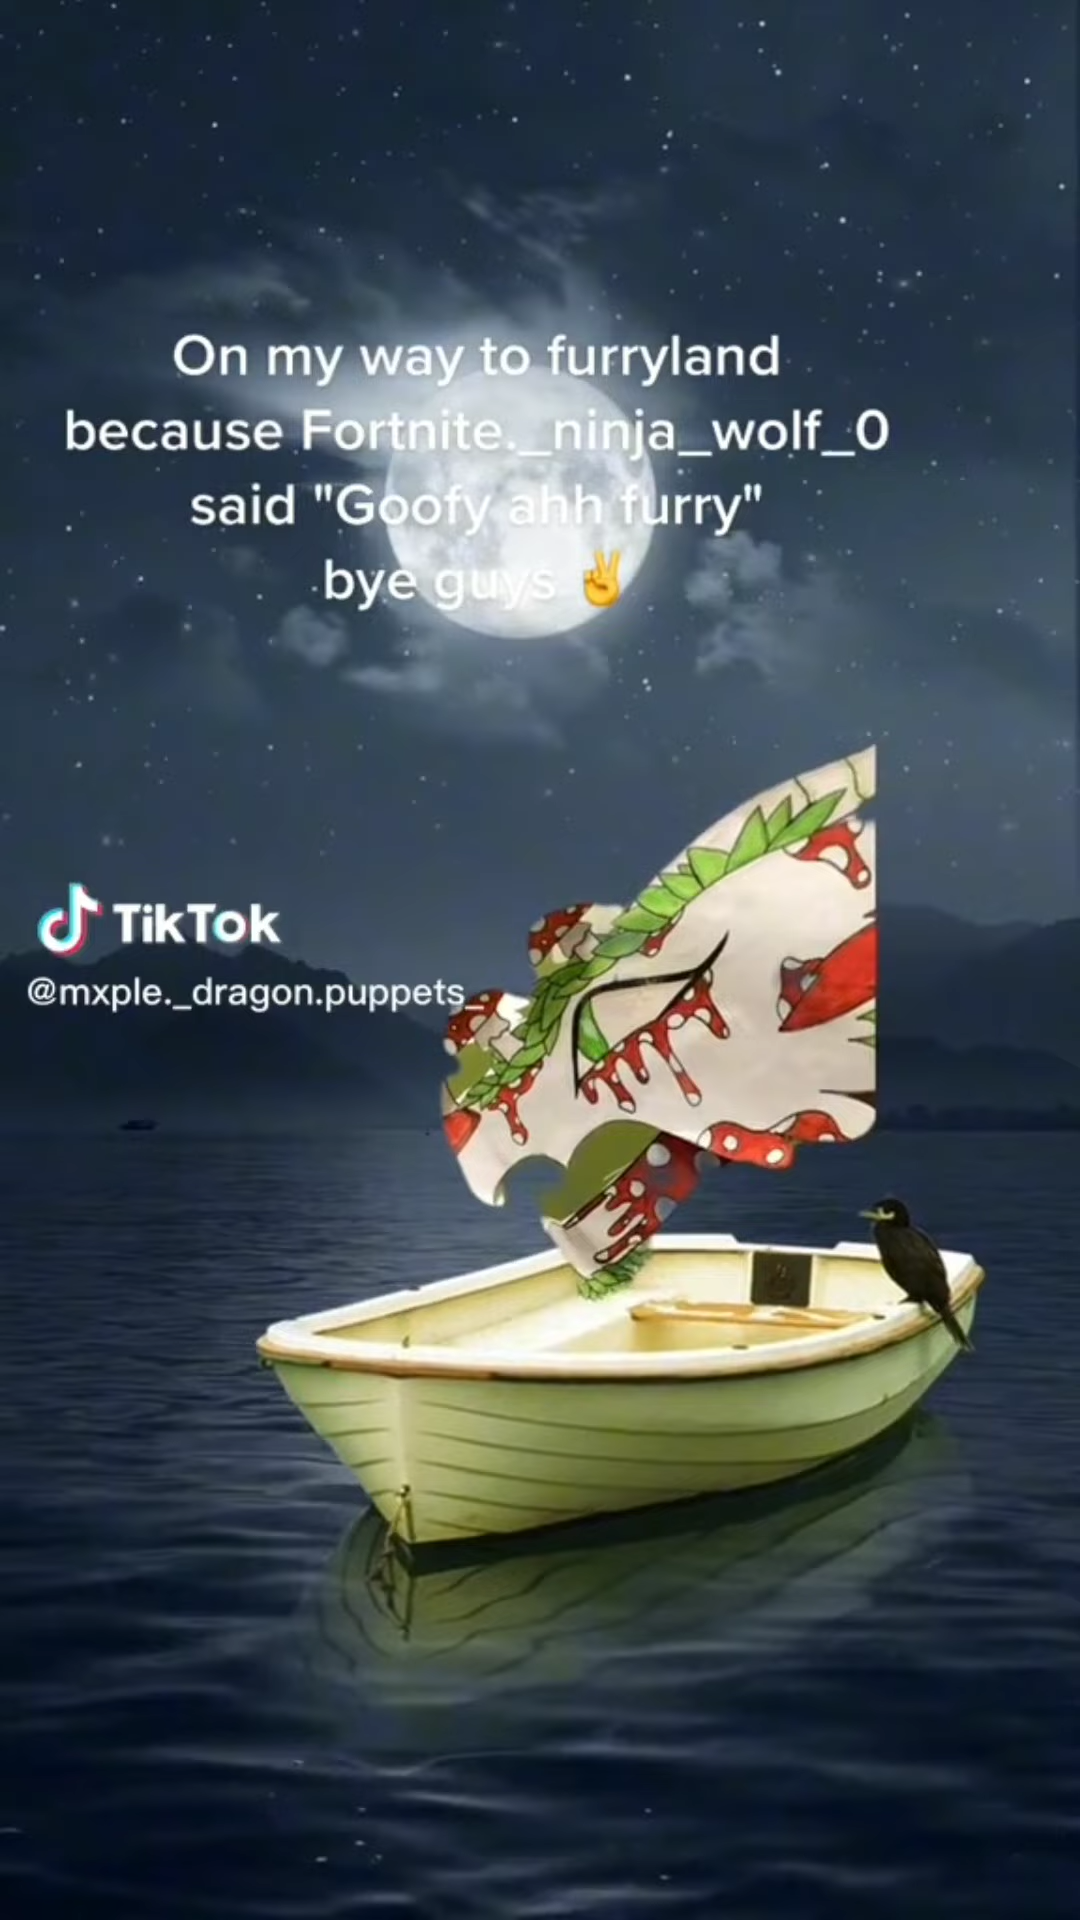 On my way to furryland
because Fortnite._ninja_wolf_0
said "Goofy ahh furry"
bye guys ✌️
TikTok
@mxple._dragon.puppets_